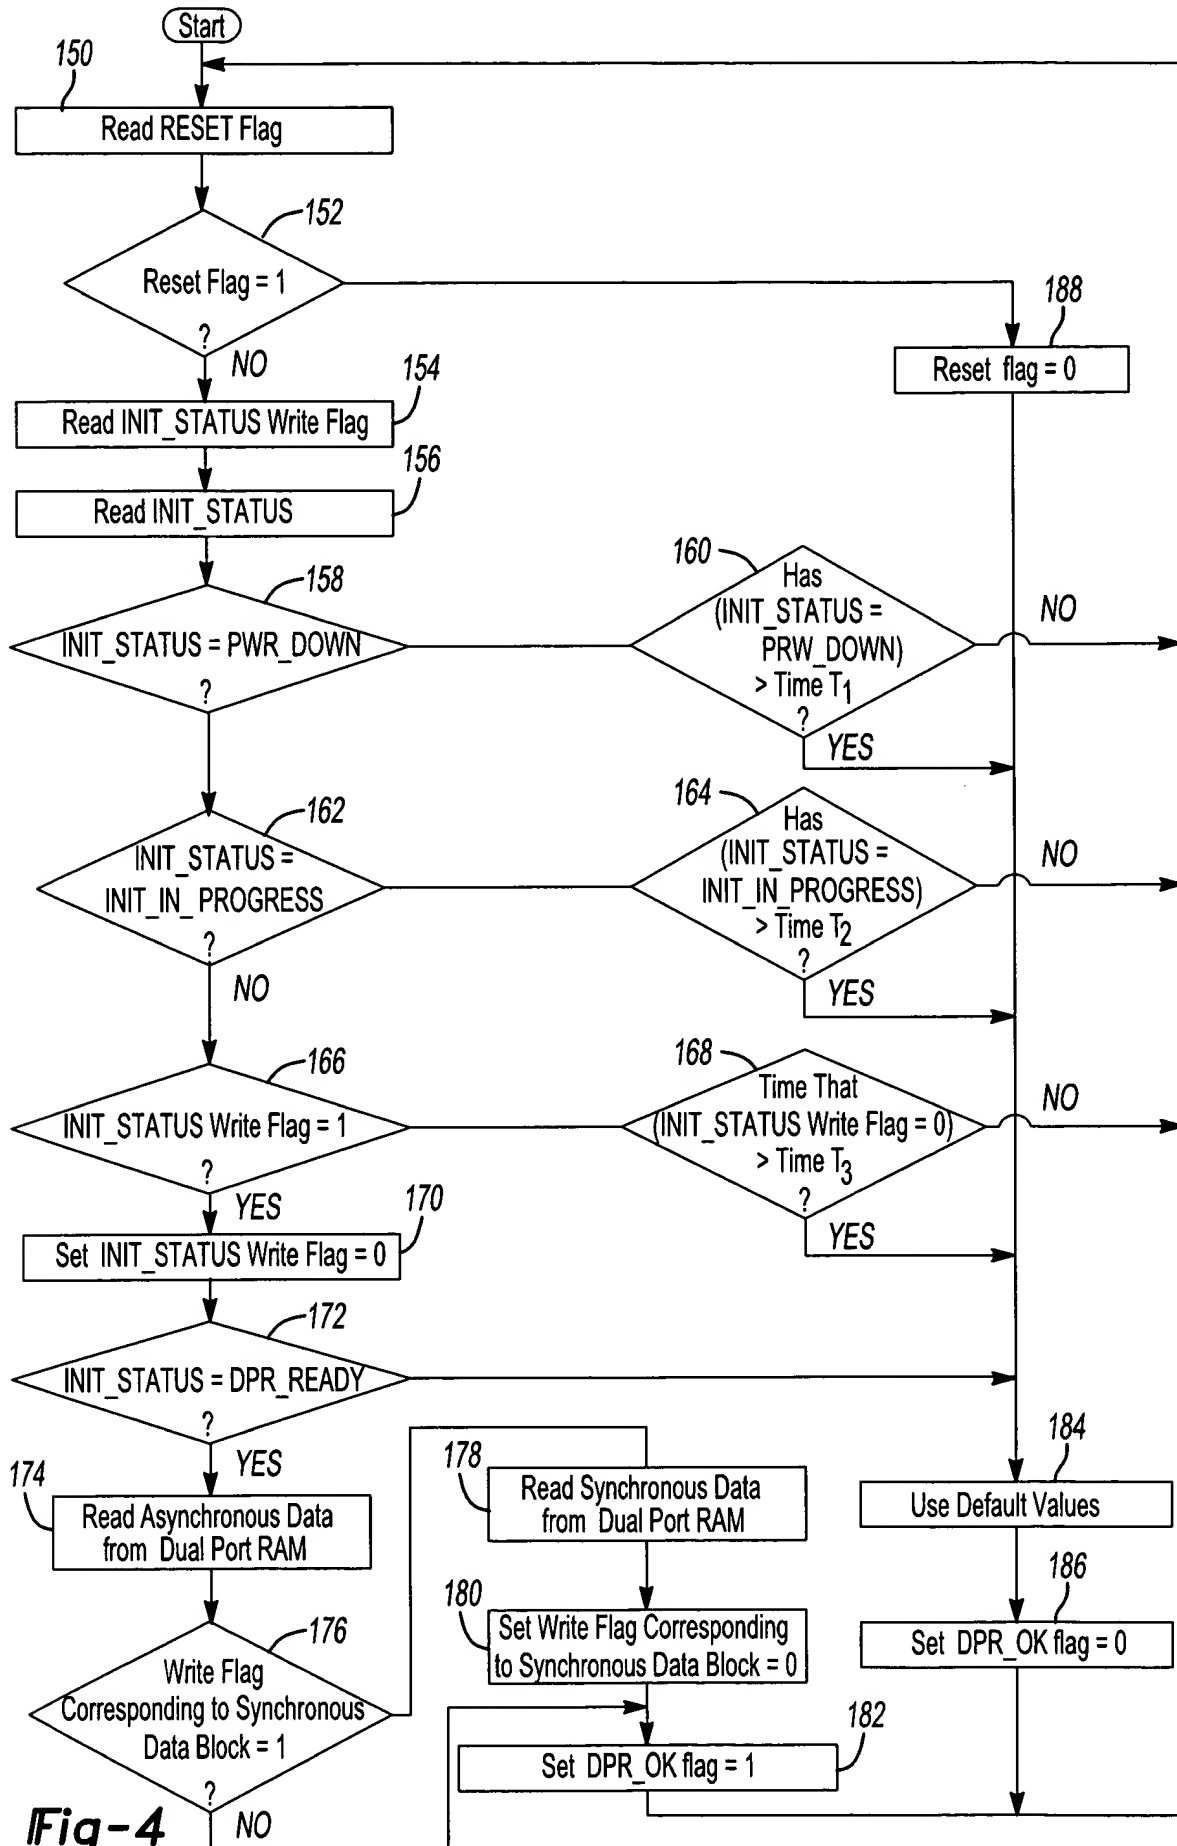 Start
150
Read RESET Flag
152
Reset Flag = 1
?
NO
188
Reset flag = 0
154
Read INIT_STATUS Write Flag
156
Read INIT_STATUS
158
INIT_STATUS = PWR_DOWN
?
160
Has
(INIT_STATUS =
PRW_DOWN)
> Time T1
?
NO
YES
162
INIT_STATUS =
INIT_IN_PROGRESS
?
NO
164
Has
(INIT_STATUS =
INIT_IN_PROGRESS)
> Time T2
?
NO
YES
166
INIT_STATUS Write Flag = 1
?
YES
168
Time That
(INIT_STATUS Write Flag = 0)
> Time T3
?
NO
YES
170
Set INIT_STATUS Write Flag = 0
172
INIT_STATUS = DPR_READY
?
YES
174
Read Asynchronous Data
from Dual Port RAM
176
Write Flag
Corresponding to Synchronous
Data Block = 1
?
NO
178
Read Synchronous Data
from Dual Port RAM
180
Set Write Flag Corresponding
to Synchronous Data Block = 0
182
Set DPR_OK flag = 1
184
Use Default Values
186
Set DPR_OK flag = 0
Fig-4